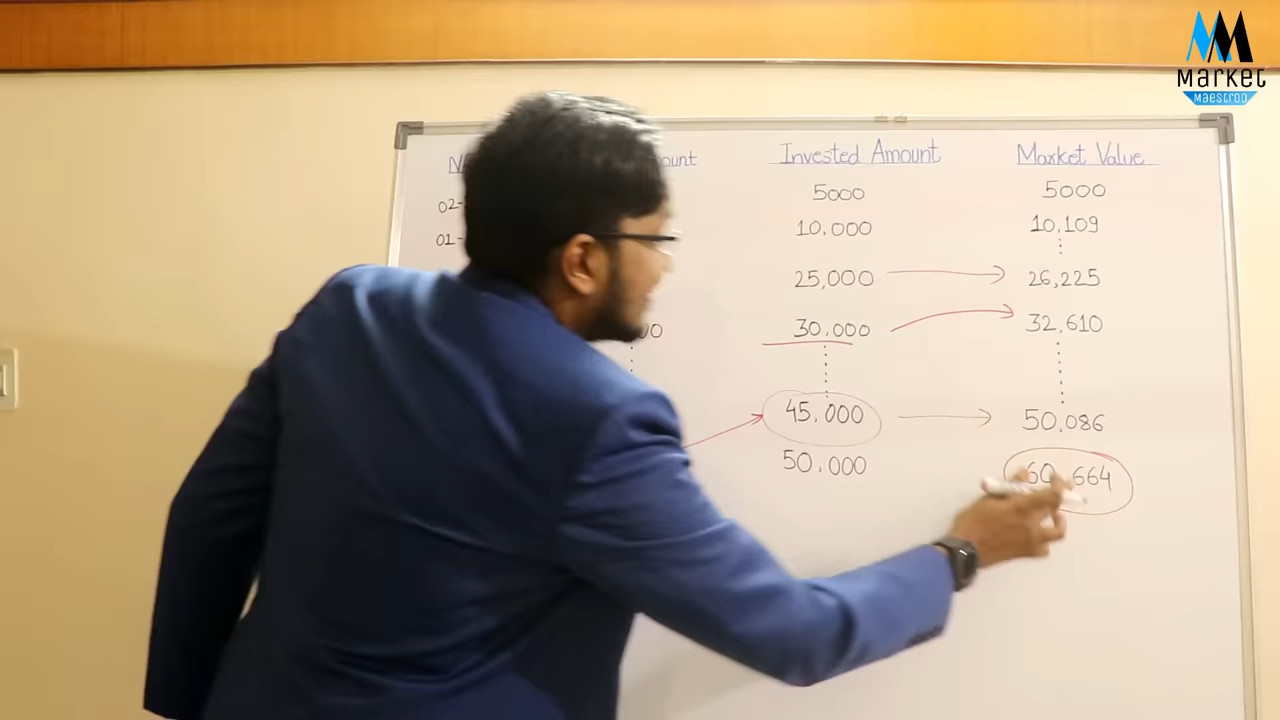 Market
Maestroo
Invested Amount Market Value
02- 5000 5000
01- 10,000 10,109
25,000 26,225
30,000 32,610
45,000 50,086
50,000 60,664